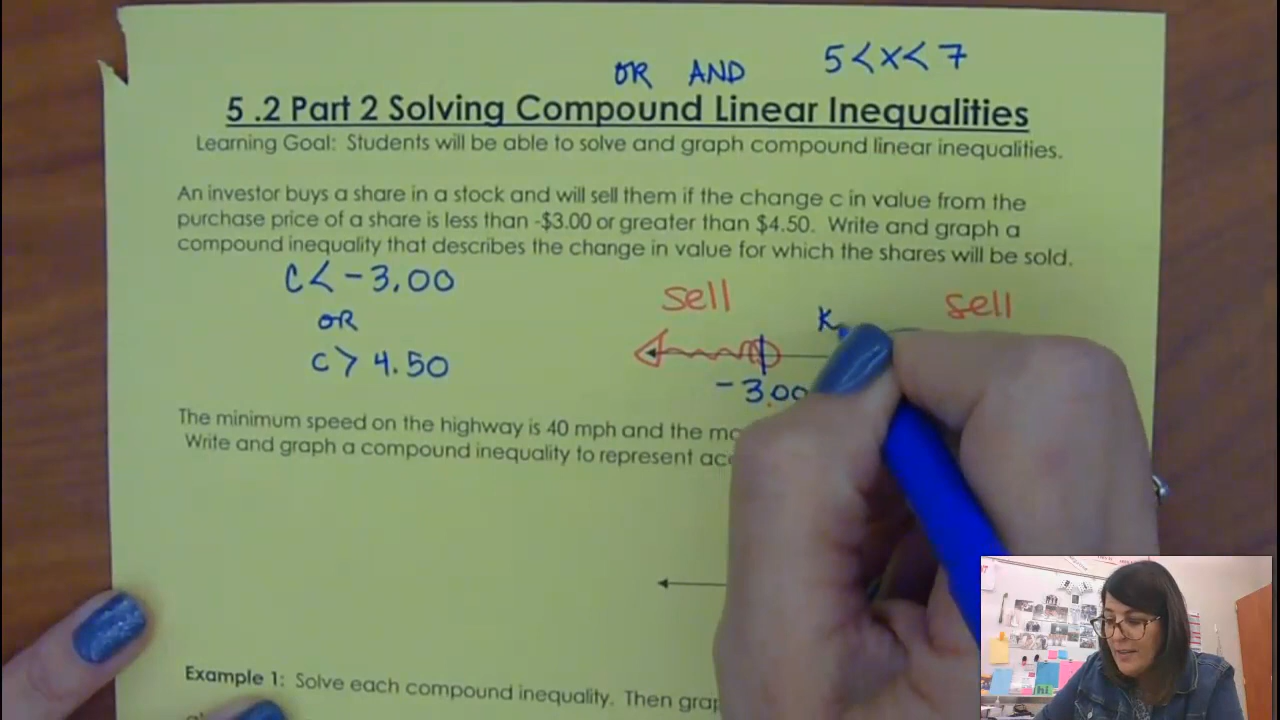 OR AND 5 < x < 7
5 .2 Part 2 Solving Compound Linear Inequalities
Learning Goal: Students will be able to solve and graph compound linear inequalities.
An investor buys a share in a stock and will sell them if the change c in value from the
purchase price of a share is less than -$3.00 or greater than $4.50. Write and graph a
compound inequality that describes the change in value for which the shares will be sold.
c < -3.00
OR
c > 4.50
sell
sell
K
-3.00
The minimum speed on the highway is 40 mph and the
Write and graph a compound inequality to represent
Example 1: Solve each compound inequality. Then
hi